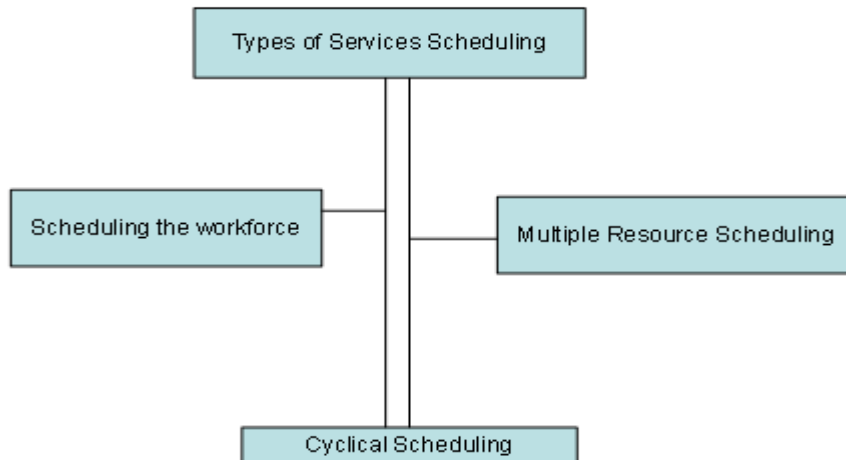 Types of Services Scheduling
Scheduling the workforce
Multiple Resource Scheduling
Cyclical Scheduling